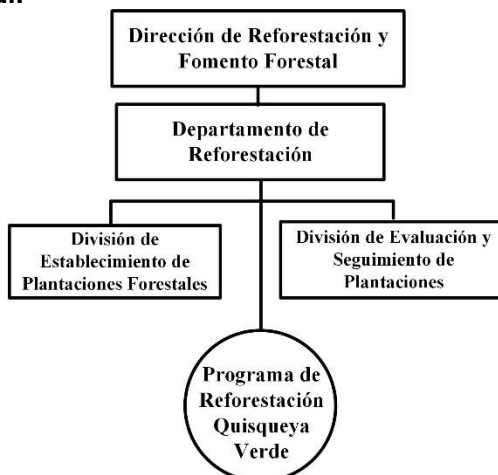 Dirección de Reforestación y
Fomento Forestal
Departamento de
Reforestación
División de
Establecimiento de
Plantaciones Forestales
División de Evaluación y
Seguimiento de
Plantaciones
Programa de
Reforestación
Quisqueya
Verde